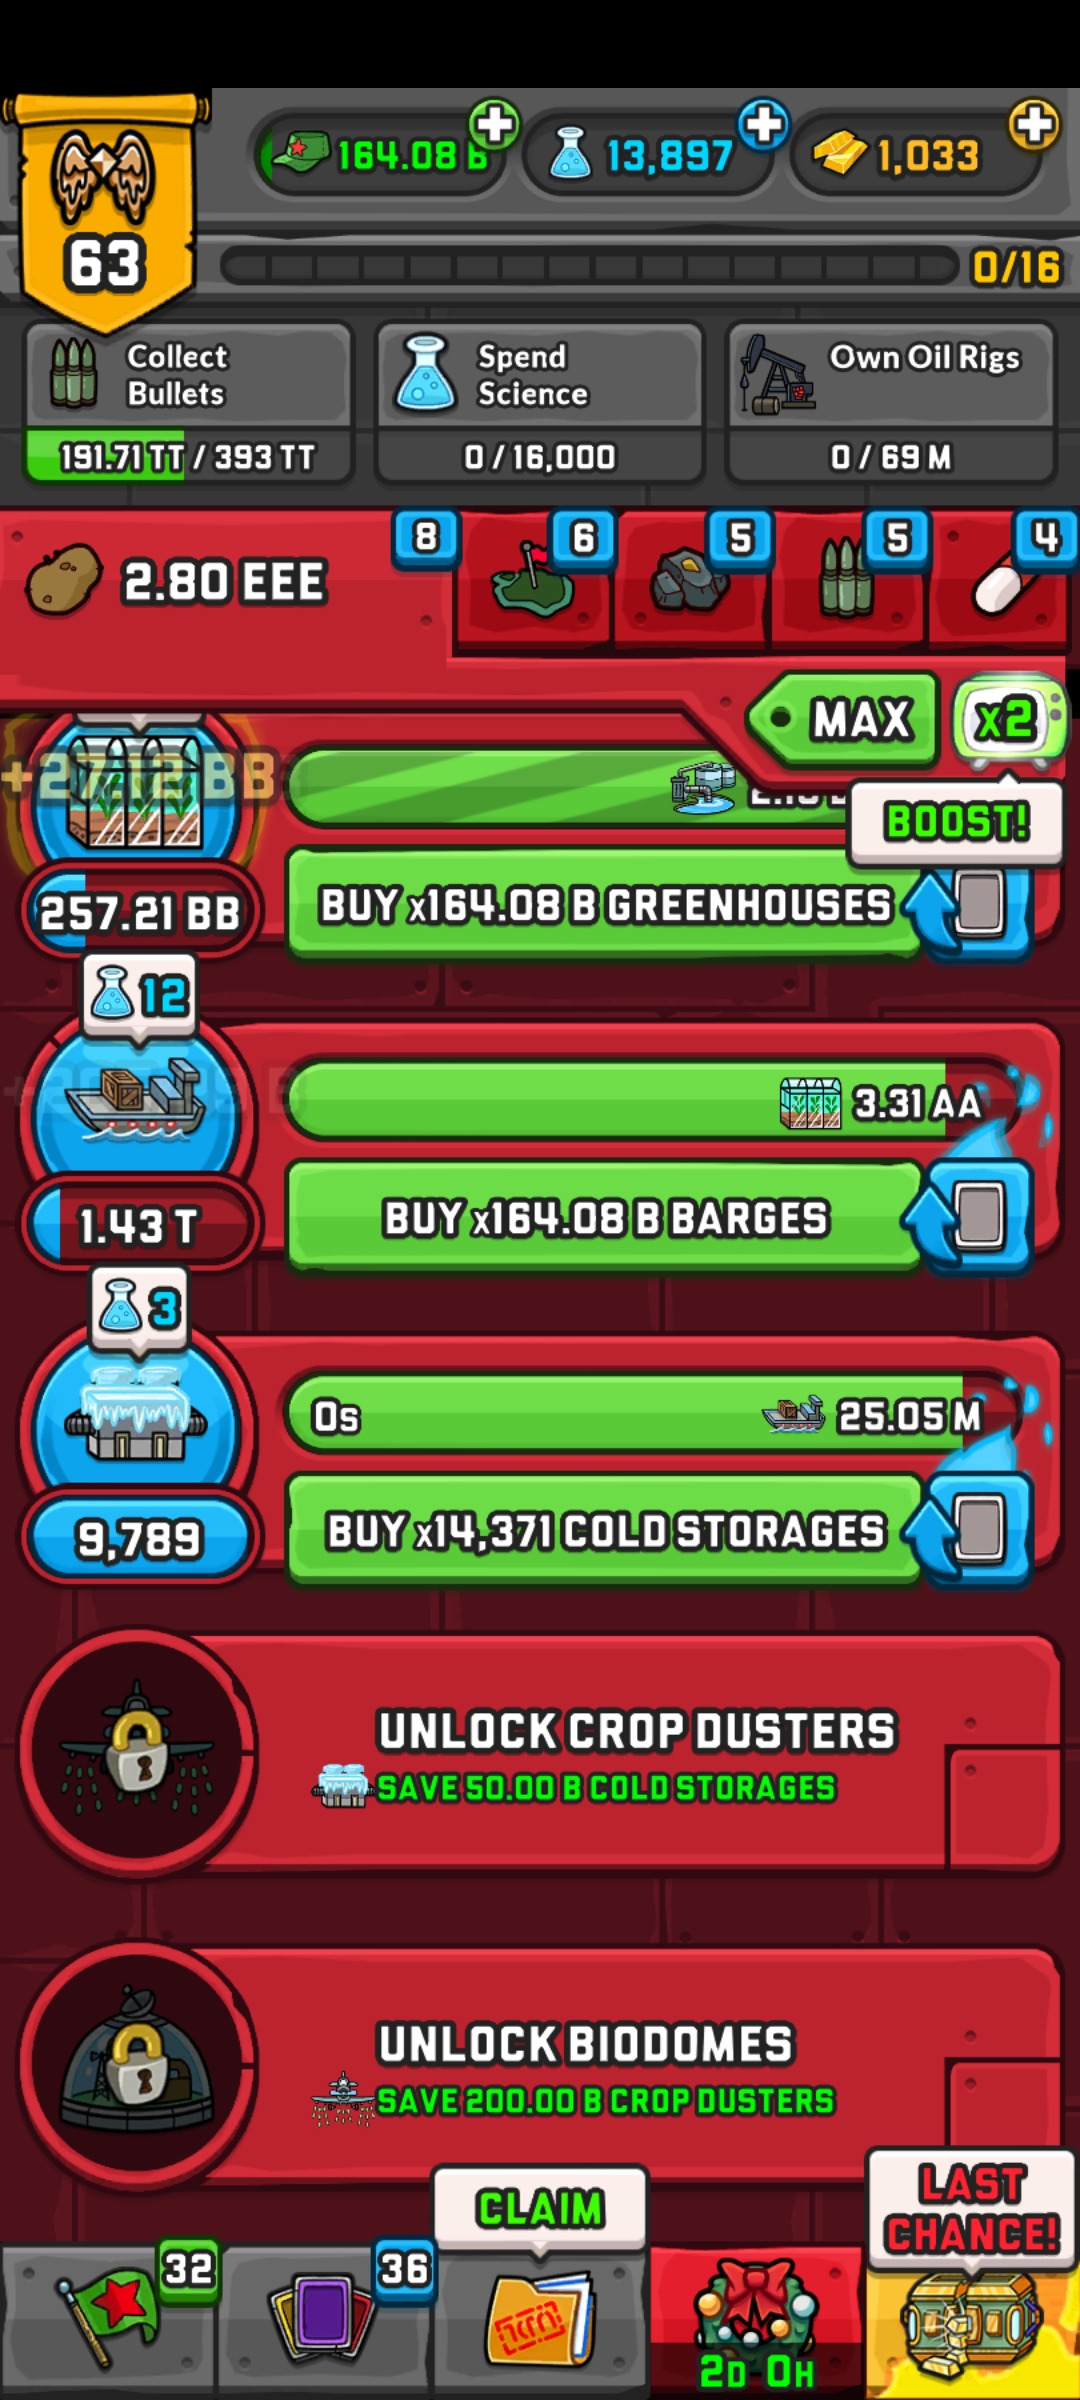 164.08 B
13,897
1,033
63
0/16
Collect
Bullets
191.71 TT / 393 TT
Spend
Science
0 / 16,000
Own Oil Rigs
0 / 69 M
2.80 EEE
8
6
5
5
4
MAX
x2
BOOST!
257.21 BB
BUY x164.08 B GREENHOUSES
12
3.31 AA
1.43 T
BUY x164.08 B BARGES
3
0s
25.05 M
9,789
BUY x14,371 COLD STORAGES
UNLOCK CROP DUSTERS
SAVE 50.00 B COLD STORAGES
UNLOCK BIODOMES
SAVE 200.00 B CROP DUSTERS
CLAIM
LAST
CHANCE!
32
36
2D 0H